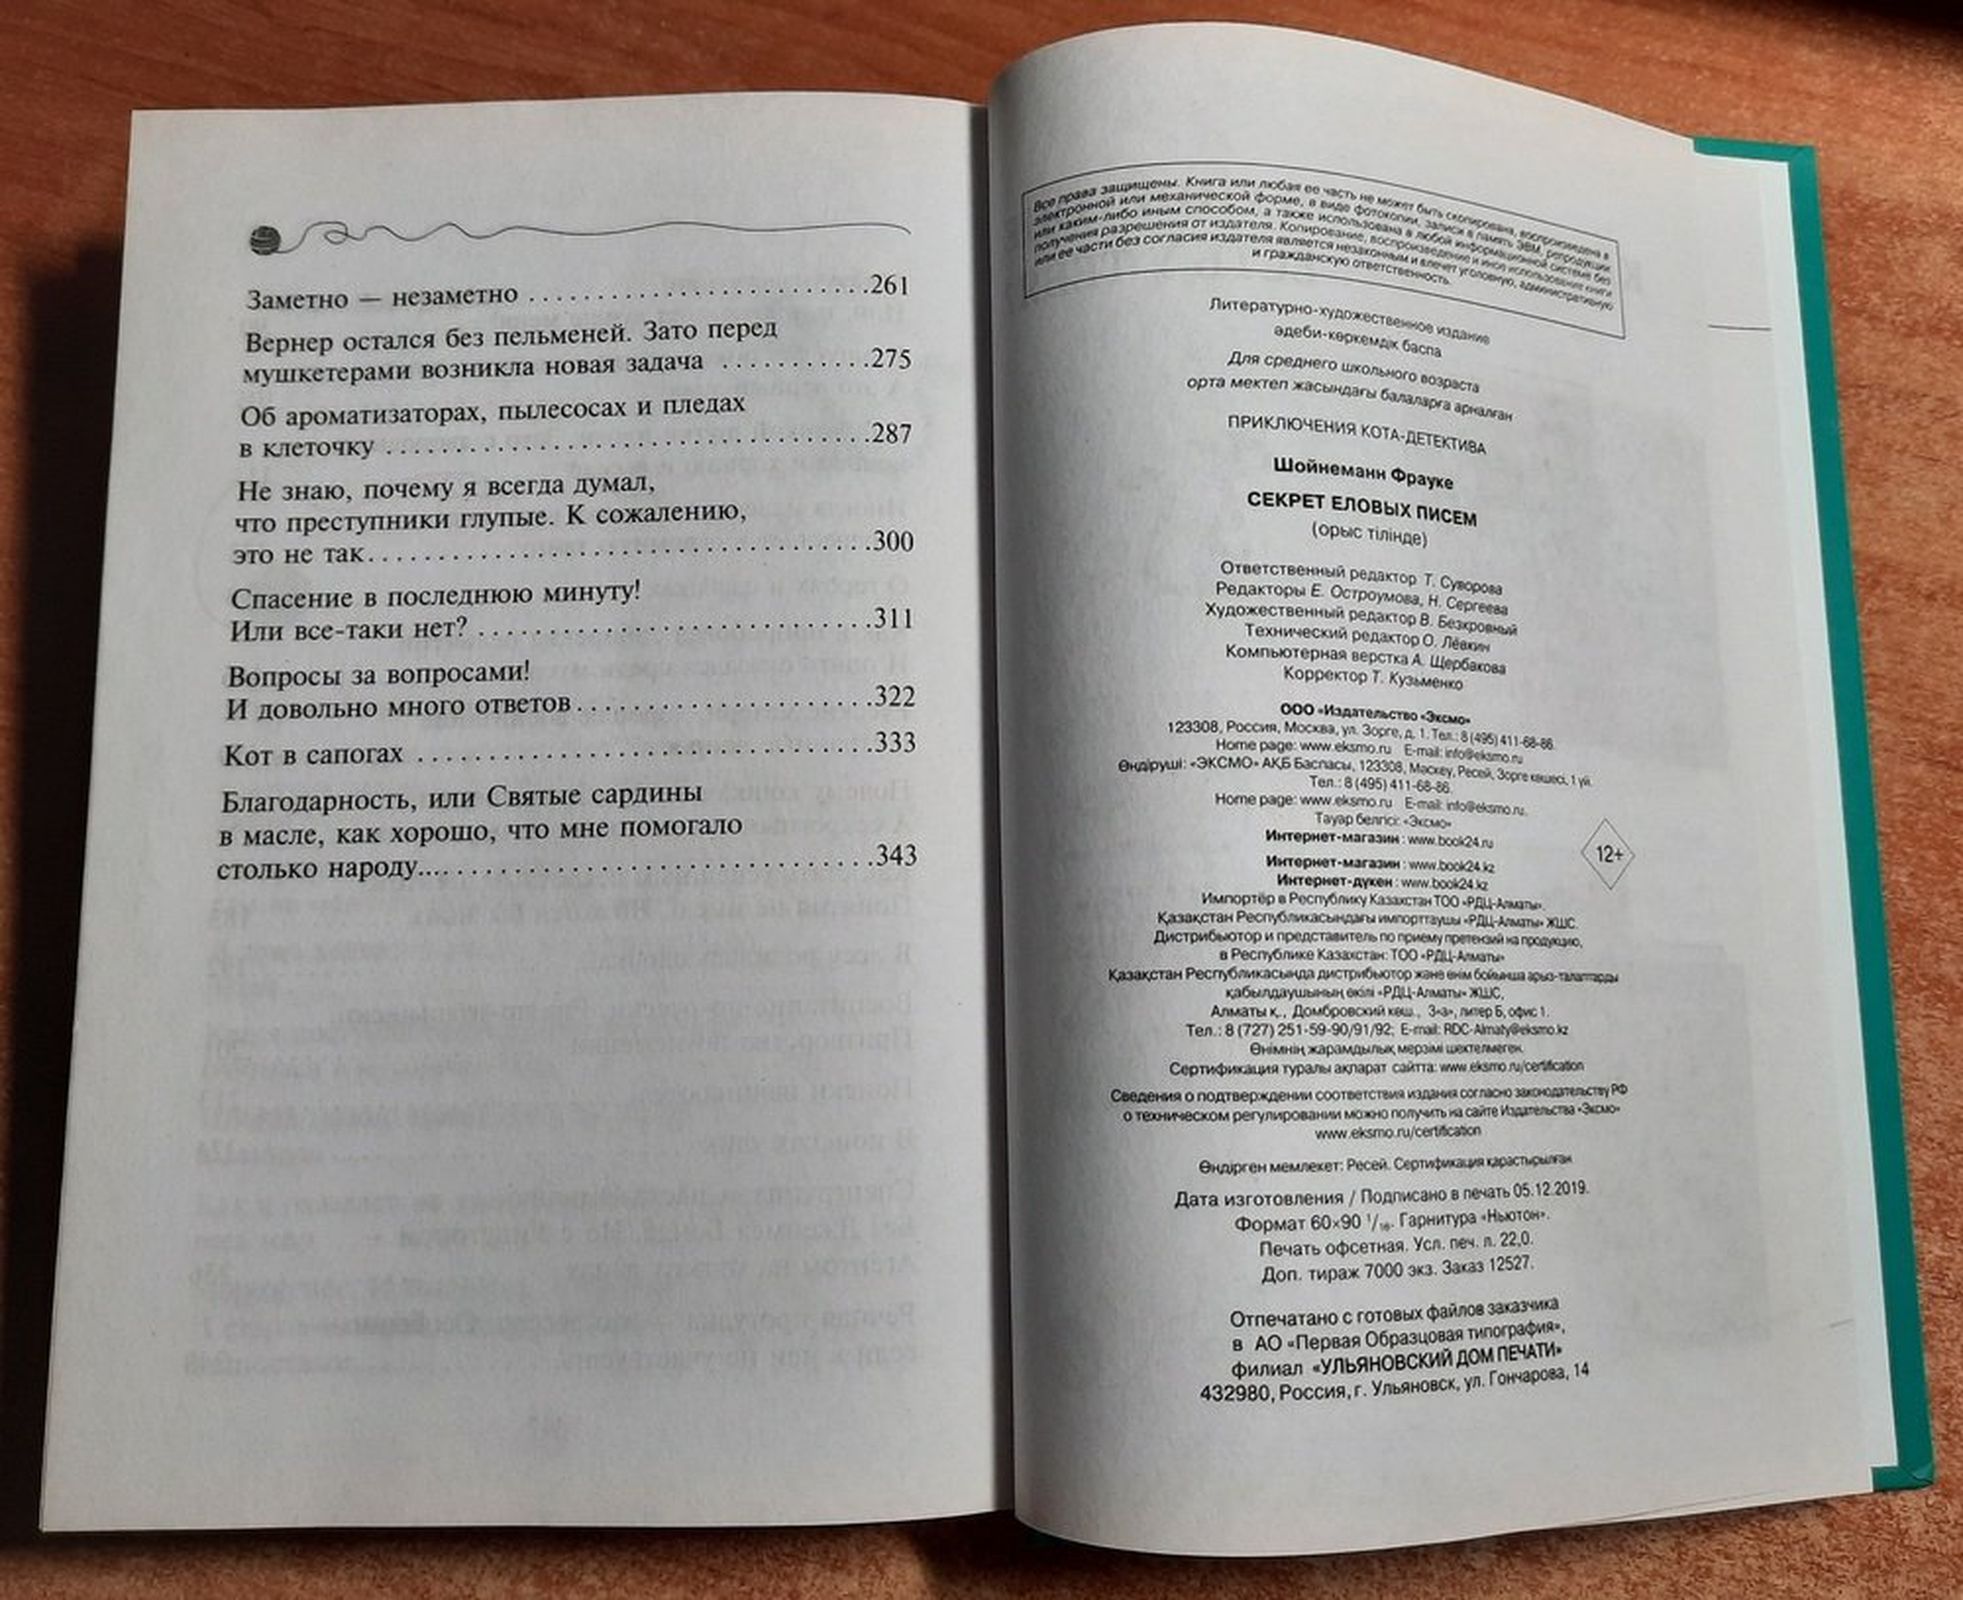 Заметно — незаметно ..........................261
Вернер остался без пельменей. Зато перед
мушкетерами возникла новая задача ...........275
Об ароматизаторах, пылесосах и пледах
в клеточку ....................................287
Не знаю, почему я всегда думал,
что преступники глупые. К сожалению,
это не так.....................................300
Спасение в последнюю минуту!
Или все-таки нет? ..............................311
Вопросы за вопросами!
И довольно много ответов.......................322
Кот в сапогах ..................................333
Благодарность, или Святые сардины
в масле, как хорошо, что мне помогало
столько народу..................................343
Все права защищены. Книга или любая ее часть не может быть скопирована, воспроизведена в
электронной или механической форме, в виде фотокопии, записи в память ЭВМ, репродукции
или каким-либо иным способом, а также использована в любой информационной системе без
получения разрешения от издателя. Копирование, воспроизведение и иное использование книги
или ее части без согласия издателя является незаконным и влечет уголовную, административную
и гражданскую ответственность.
Литературно-художественное издание
әдеби-көркемдік баспа
Для среднего школьного возраста
орта мектеп жасындағы балаларға арналған
ПРИКЛЮЧЕНИЯ КОТА-ДЕТЕКТИВА
Шойнеманн Фрауке
СЕКРЕТ ЕЛОВЫХ ПИСЕМ
(орыс тілінде)
Ответственный редактор Т. Суворова
Редакторы Е. Остроумова, Н. Сергеева
Художественный редактор В. Безкровный
Технический редактор О. Лёвкин
Компьютерная верстка А. Щербакова
Корректор Т. Кузьменко
ООО «Издательство «Эксмо»
123308, Россия, Москва, ул. Зорге, д. 1. Тел.: 8 (495) 411-68-86.
Home page: www.eksmo.ru E-mail: info@eksmo.ru
Өндіруші: «ЭКСМО» АҚБ Баспасы, 123308, Мәскеу, Ресей, Зорге көшесі, 1 үй.
Тел.: 8 (495) 411-68-86.
Home page: www.eksmo.ru E-mail: info@eksmo.ru.
Тауар белгісі: «Эксмо»
Интернет-магазин : www.book24.ru
Интернет-магазин : www.book24.kz
Интернет-дүкен : www.book24.kz
12+
Импортёр в Республику Казахстан ТОО «РДЦ-Алматы».
Қазақстан Республикасындағы импорттаушы «РДЦ-Алматы» ЖШС.
Дистрибьютор и представитель по приему претензий на продукцию,
в Республике Казахстан: ТОО «РДЦ-Алматы»
Қазақстан Республикасында дистрибьютор және өнім бойынша арыз-талаптарды
қабылдаушының өкілі «РДЦ-Алматы» ЖШС,
Алматы қ., Домбровский көш., 3«а», литер Б, офис 1.
Тел.: 8 (727) 251-59-90/91/92; E-mail: RDC-Almaty@eksmo.kz
Өнімнің жарамдылық мерзімі шектелмеген.
Сертификация туралы ақпарат сайтта: www.eksmo.ru/certification
Сведения о подтверждении соответствия издания согласно законодательству РФ
о техническом регулировании можно получить на сайте Издательства «Эксмо»
www.eksmo.ru/certification
Өндірген мемлекет: Ресей. Сертификация қарастырылған
Дата изготовления / Подписано в печать 05.12.2019.
Формат 60×90 1/16. Гарнитура «Ньютон».
Печать офсетная. Усл. печ. л. 22,0.
Доп. тираж 7000 экз. Заказ 12527.
Отпечатано с готовых файлов заказчика
в АО «Первая Образцовая типография»,
филиал «УЛЬЯНОВСКИЙ ДОМ ПЕЧАТИ»
432980, Россия, г. Ульяновск, ул. Гончарова, 14